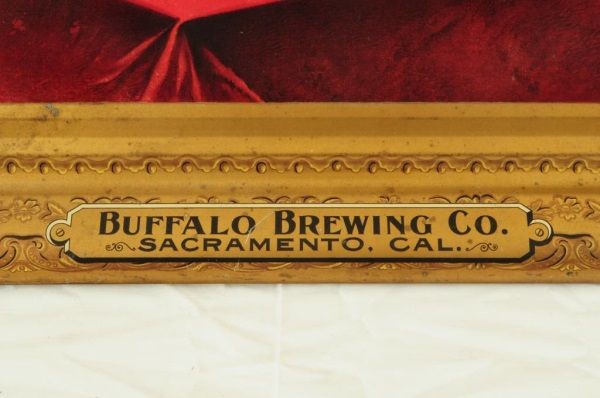 BUFFALO BREWING CO.
SACRAMENTO, CAL.